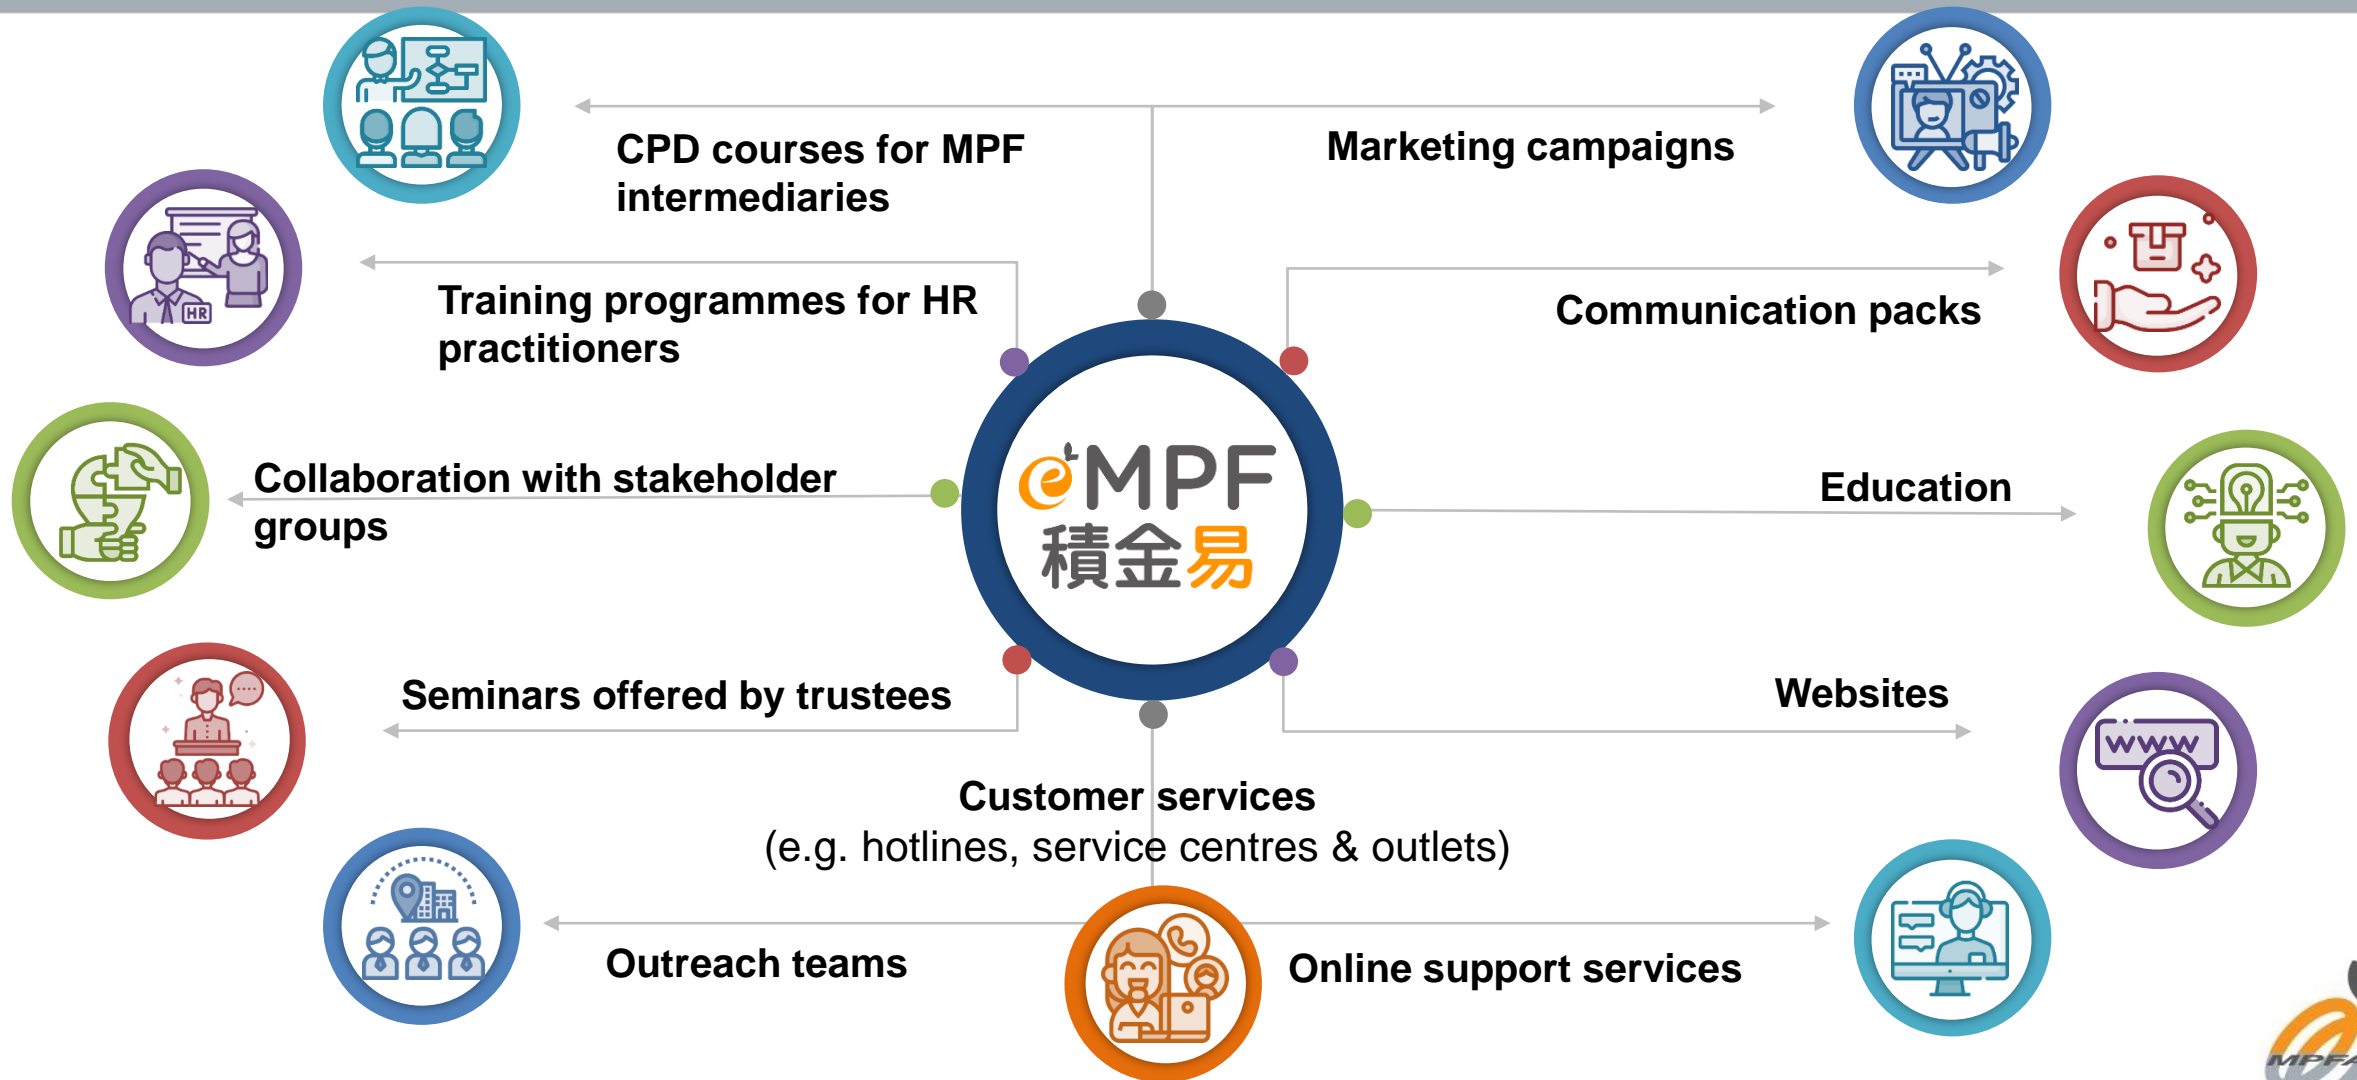 CPD courses for MPF
intermediaries
Marketing campaigns
Training programmes for HR
practitioners
HR
Communication packs
Collaboration with stakeholder
groups
eMPF
積金易
Education
Seminars offered by trustees
Websites
www
Customer services
(e.g. hotlines, service centres & outlets)
Outreach teams
Online support services
MPFA